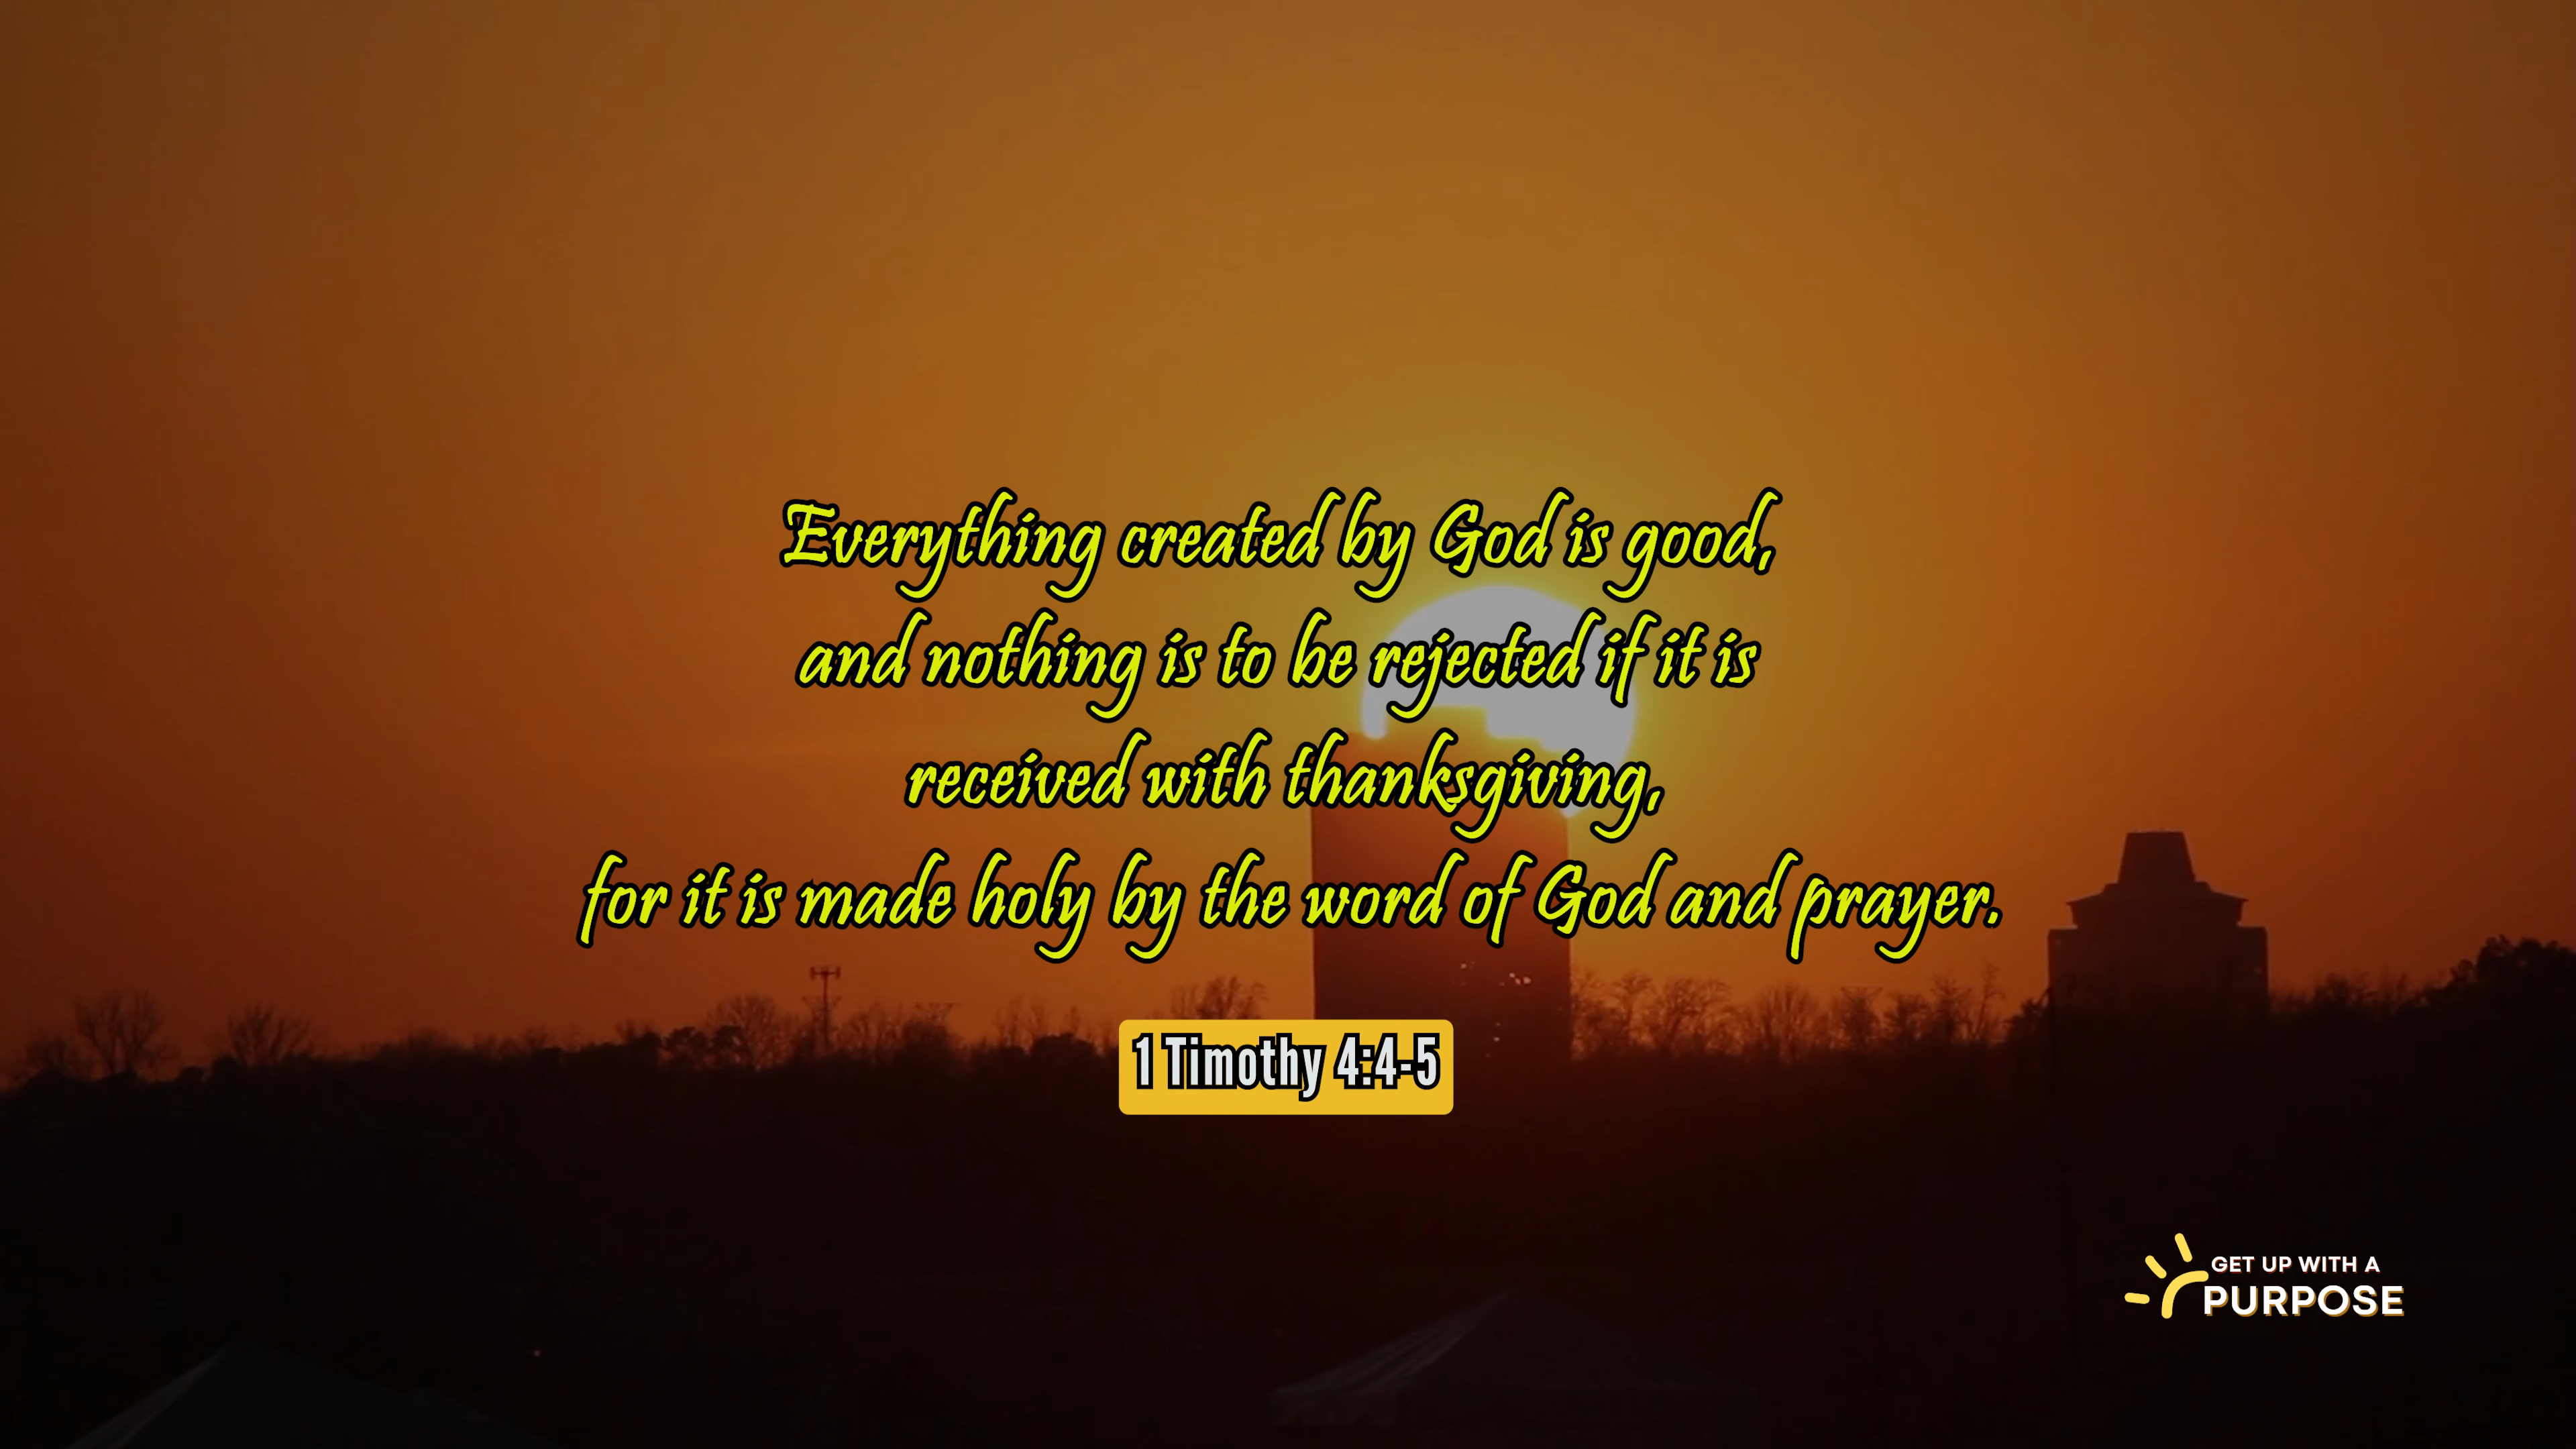 Everything created by God is good,
and nothing is to be rejected if it is
received with thanksgiving,
for it is made holy by the word of God and prayer.
1 Timothy 4:4-5
GET UP WITH A
PURPOSE